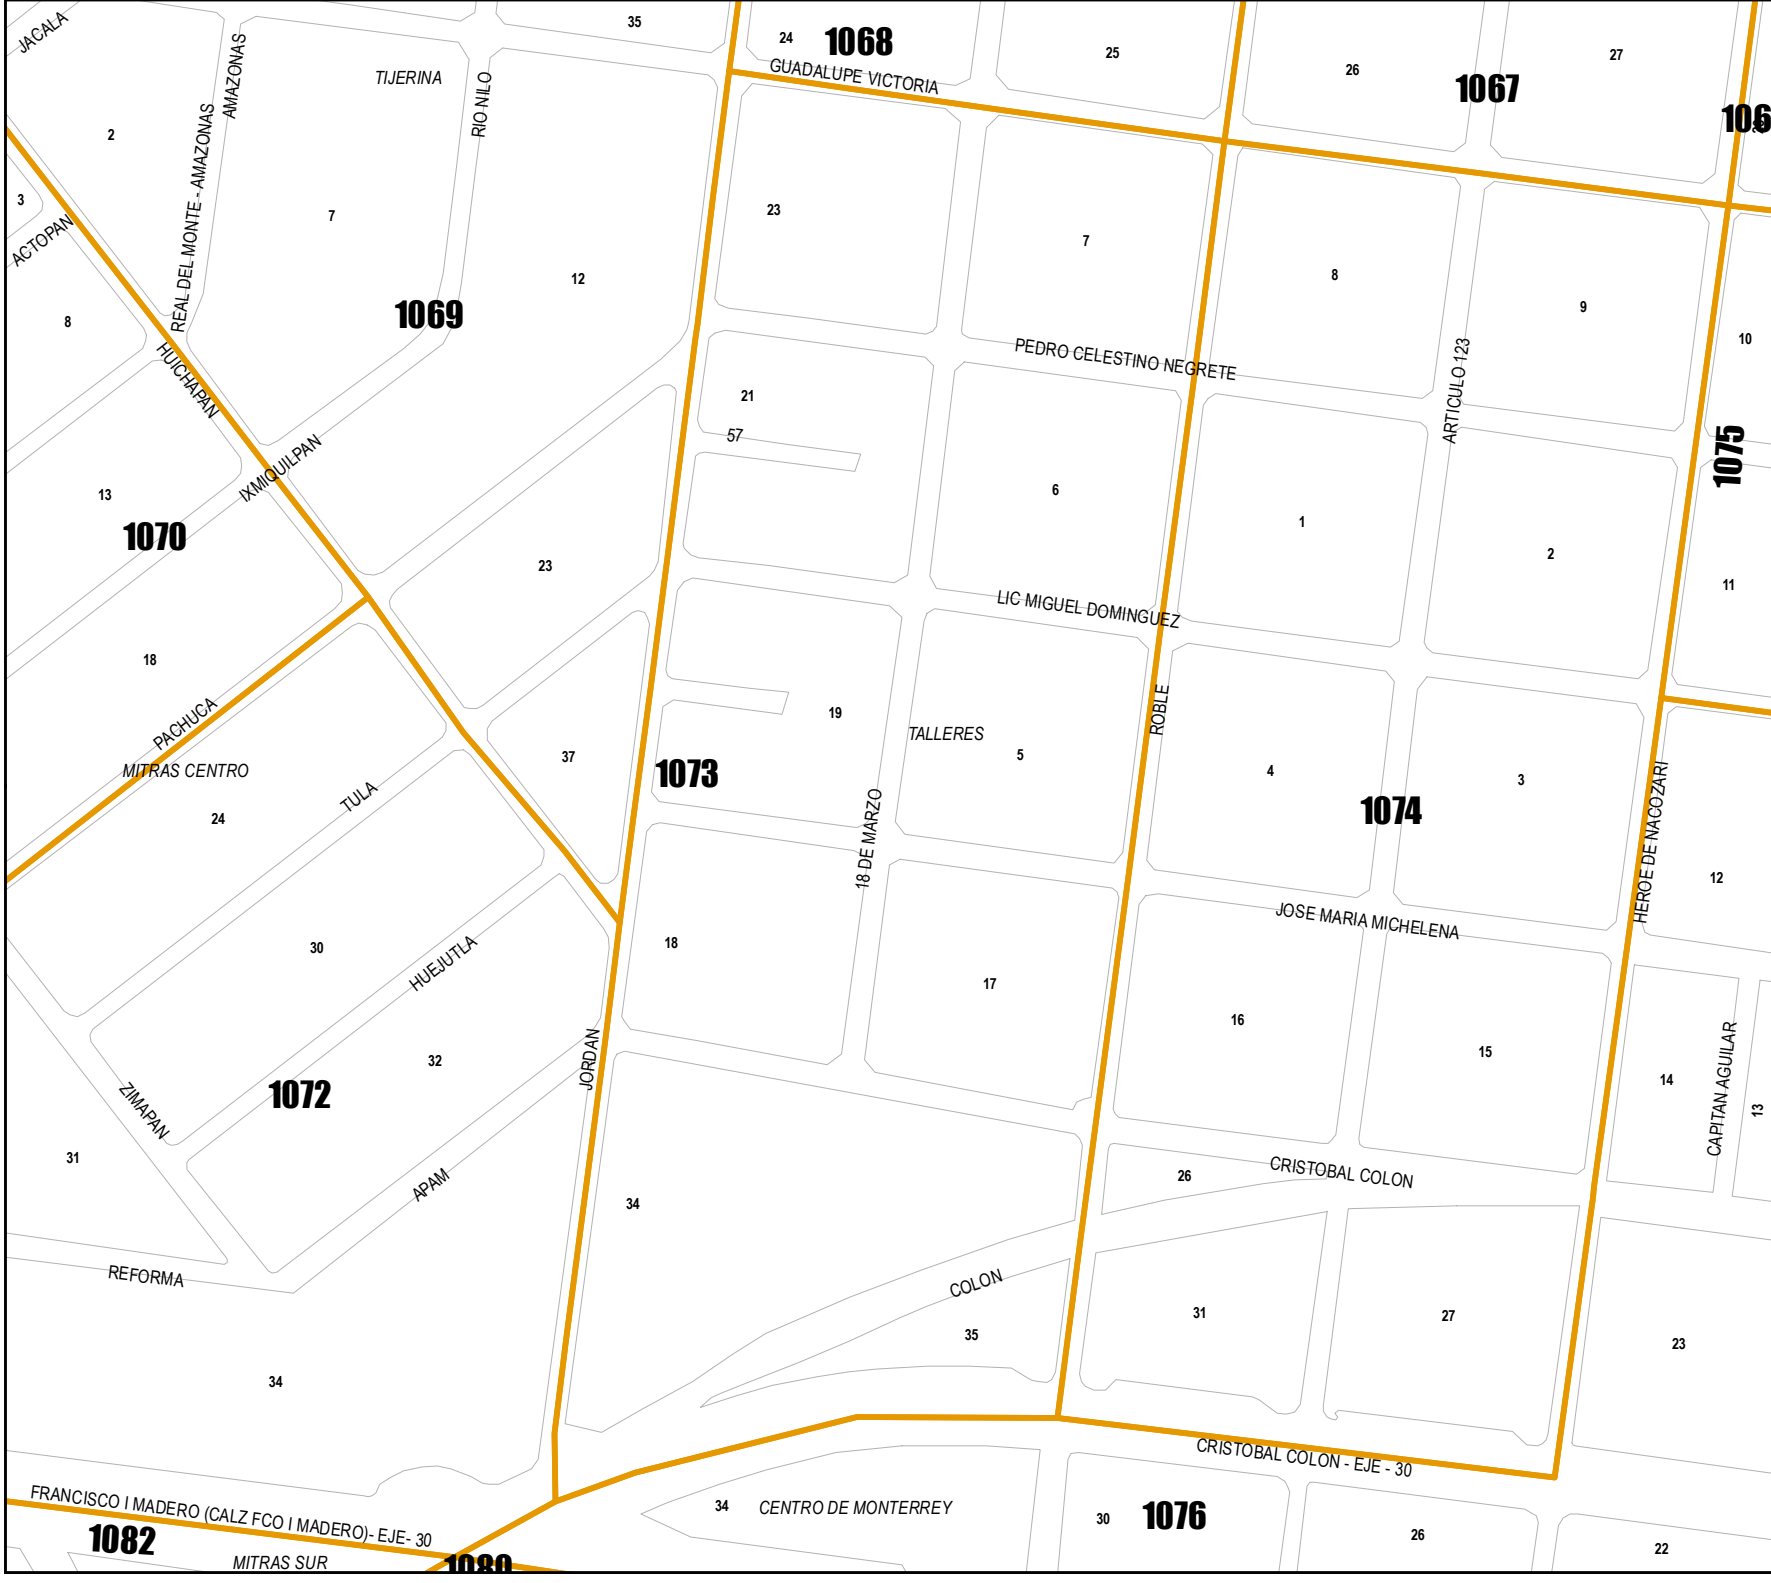 JACALA
35
24
1068
25
26
27
1067
AMAZONAS
TIJERINA
RIO NILO
GUADALUPE VICTORIA
106
2
REAL DEL MONTE - AMAZONAS
3
ACTOPAN
7
23
7
8
9
10
12
8
1069
HUICHAPAN
PEDRO CELESTINO NEGRETE
ARTICULO 123
21
57
1075
IXMIQUILPAN
13
1070
6
1
2
11
23
LIC MIGUEL DOMINGUEZ
18
PACHUCA
MITRAS CENTRO
24
TULA
37
1073
19
TALLERES
5
ROBLE
4
1074
3
HEROE DE NACOZARI
18 DE MARZO
12
JOSE MARIA MICHELENA
30
HUEJUTLA
18
17
16
15
14
CAPITAN AGUILAR
13
32
JORDAN
1072
ZIMAPAN
31
APAM
34
26
CRISTOBAL COLON
REFORMA
COLON
35
31
27
23
34
CRISTOBAL COLON - EJE - 30
FRANCISCO I MADERO (CALZ FCO I MADERO)- EJE- 30
34
CENTRO DE MONTERREY
30
1076
26
22
1082
MITRAS SUR
1080